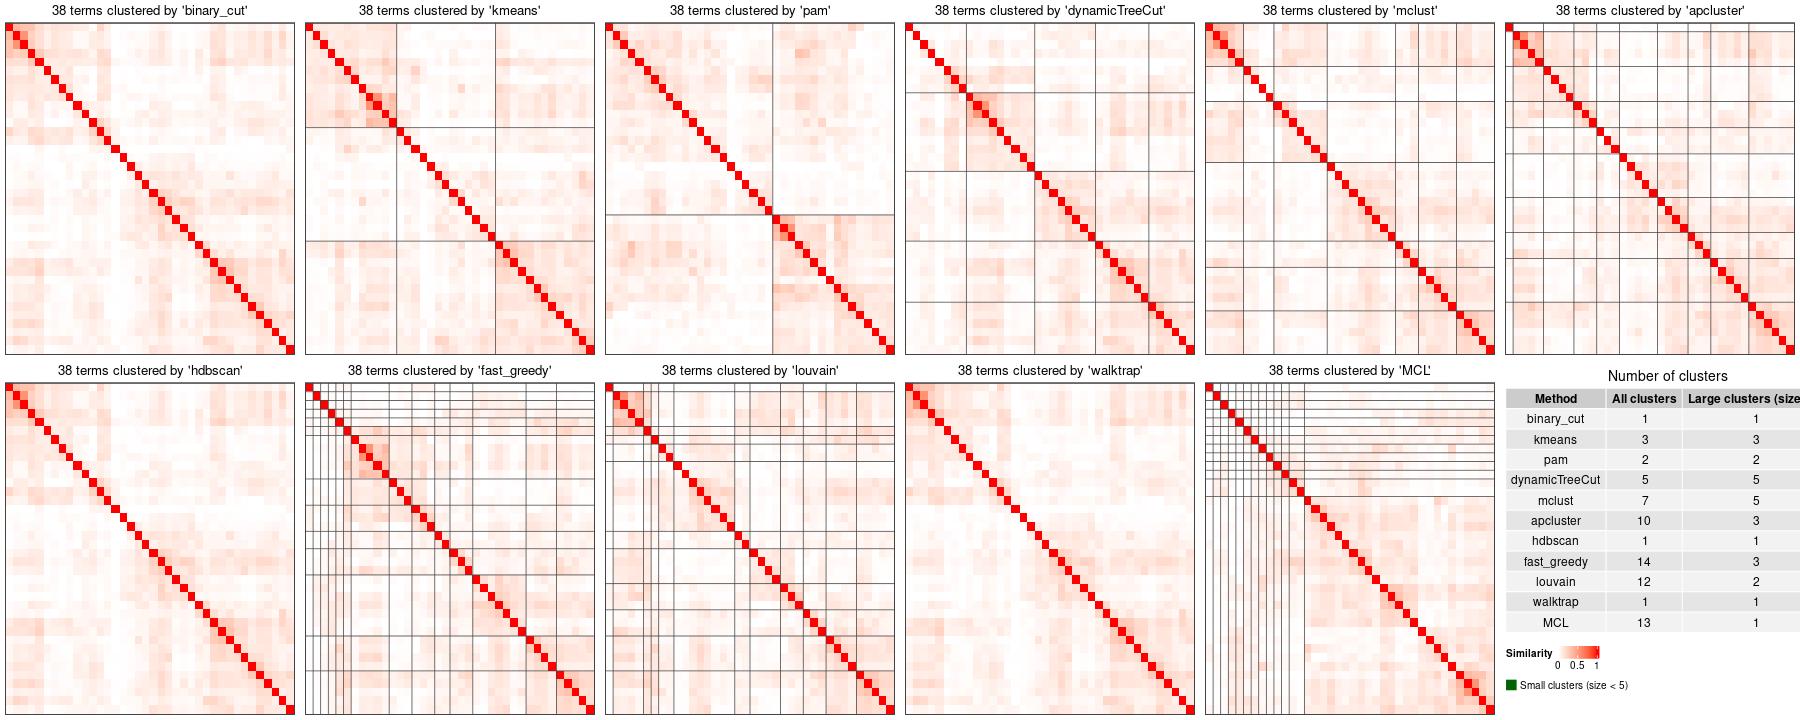 38 terms clustered by 'binary_cut'
38 terms clustered by 'kmeans'
38 terms clustered by 'pam'
38 terms clustered by 'dynamicTreeCut'
38 terms clustered by 'mclust'
38 terms clustered by 'apcluster'
38 terms clustered by 'hdbscan'
38 terms clustered by 'fast_greedy'
38 terms clustered by 'louvain'
38 terms clustered by 'walktrap'
38 terms clustered by 'MCL'
Number of clusters
Method All clusters Large clusters (size
binary_cut 1 1
kmeans 3 3
pam 2 2
dynamicTreeCut 5 5
mclust 7 5
apcluster 10 3
hdbscan 1 1
fast_greedy 14 3
louvain 12 2
walktrap 1 1
MCL 13 1
Similarity
0 0.5 1
Small clusters (size < 5)